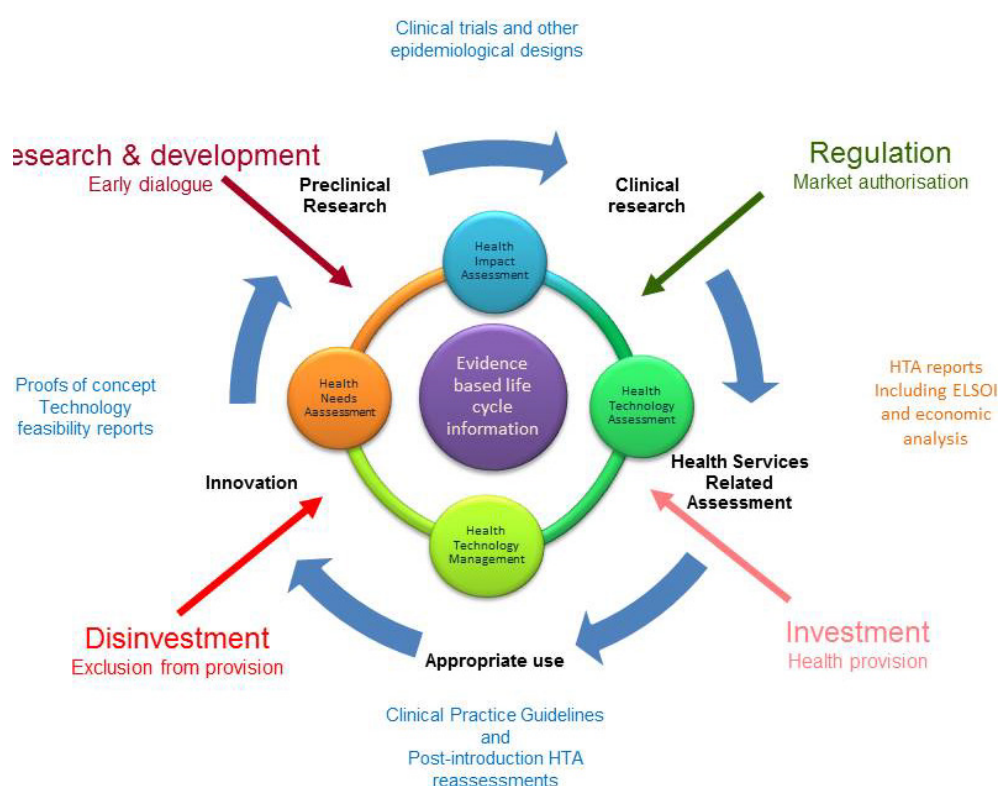 Clinical trials and other
epidemiological designs
esearch & development
Early dialogue
Preclinical
Research
Clinical
research
Regulation
Market authorisation
Health
Impact
Assessment
Proofs of concept
Technology
feasibility reports
Health
Needs
Aassessment
Evidence
based life
cycle
information
Health
Technology
Assessment
HTA reports
Including ELSOI
and economic
analysis
Innovation
Health Services
Related
Assessment
Health
Technology
Management
Disinvestment
Exclusion from provision
Appropriate use
Investment
Health provision
Clinical Practice Guidelines
and
Post-introduction HTA
reassessments